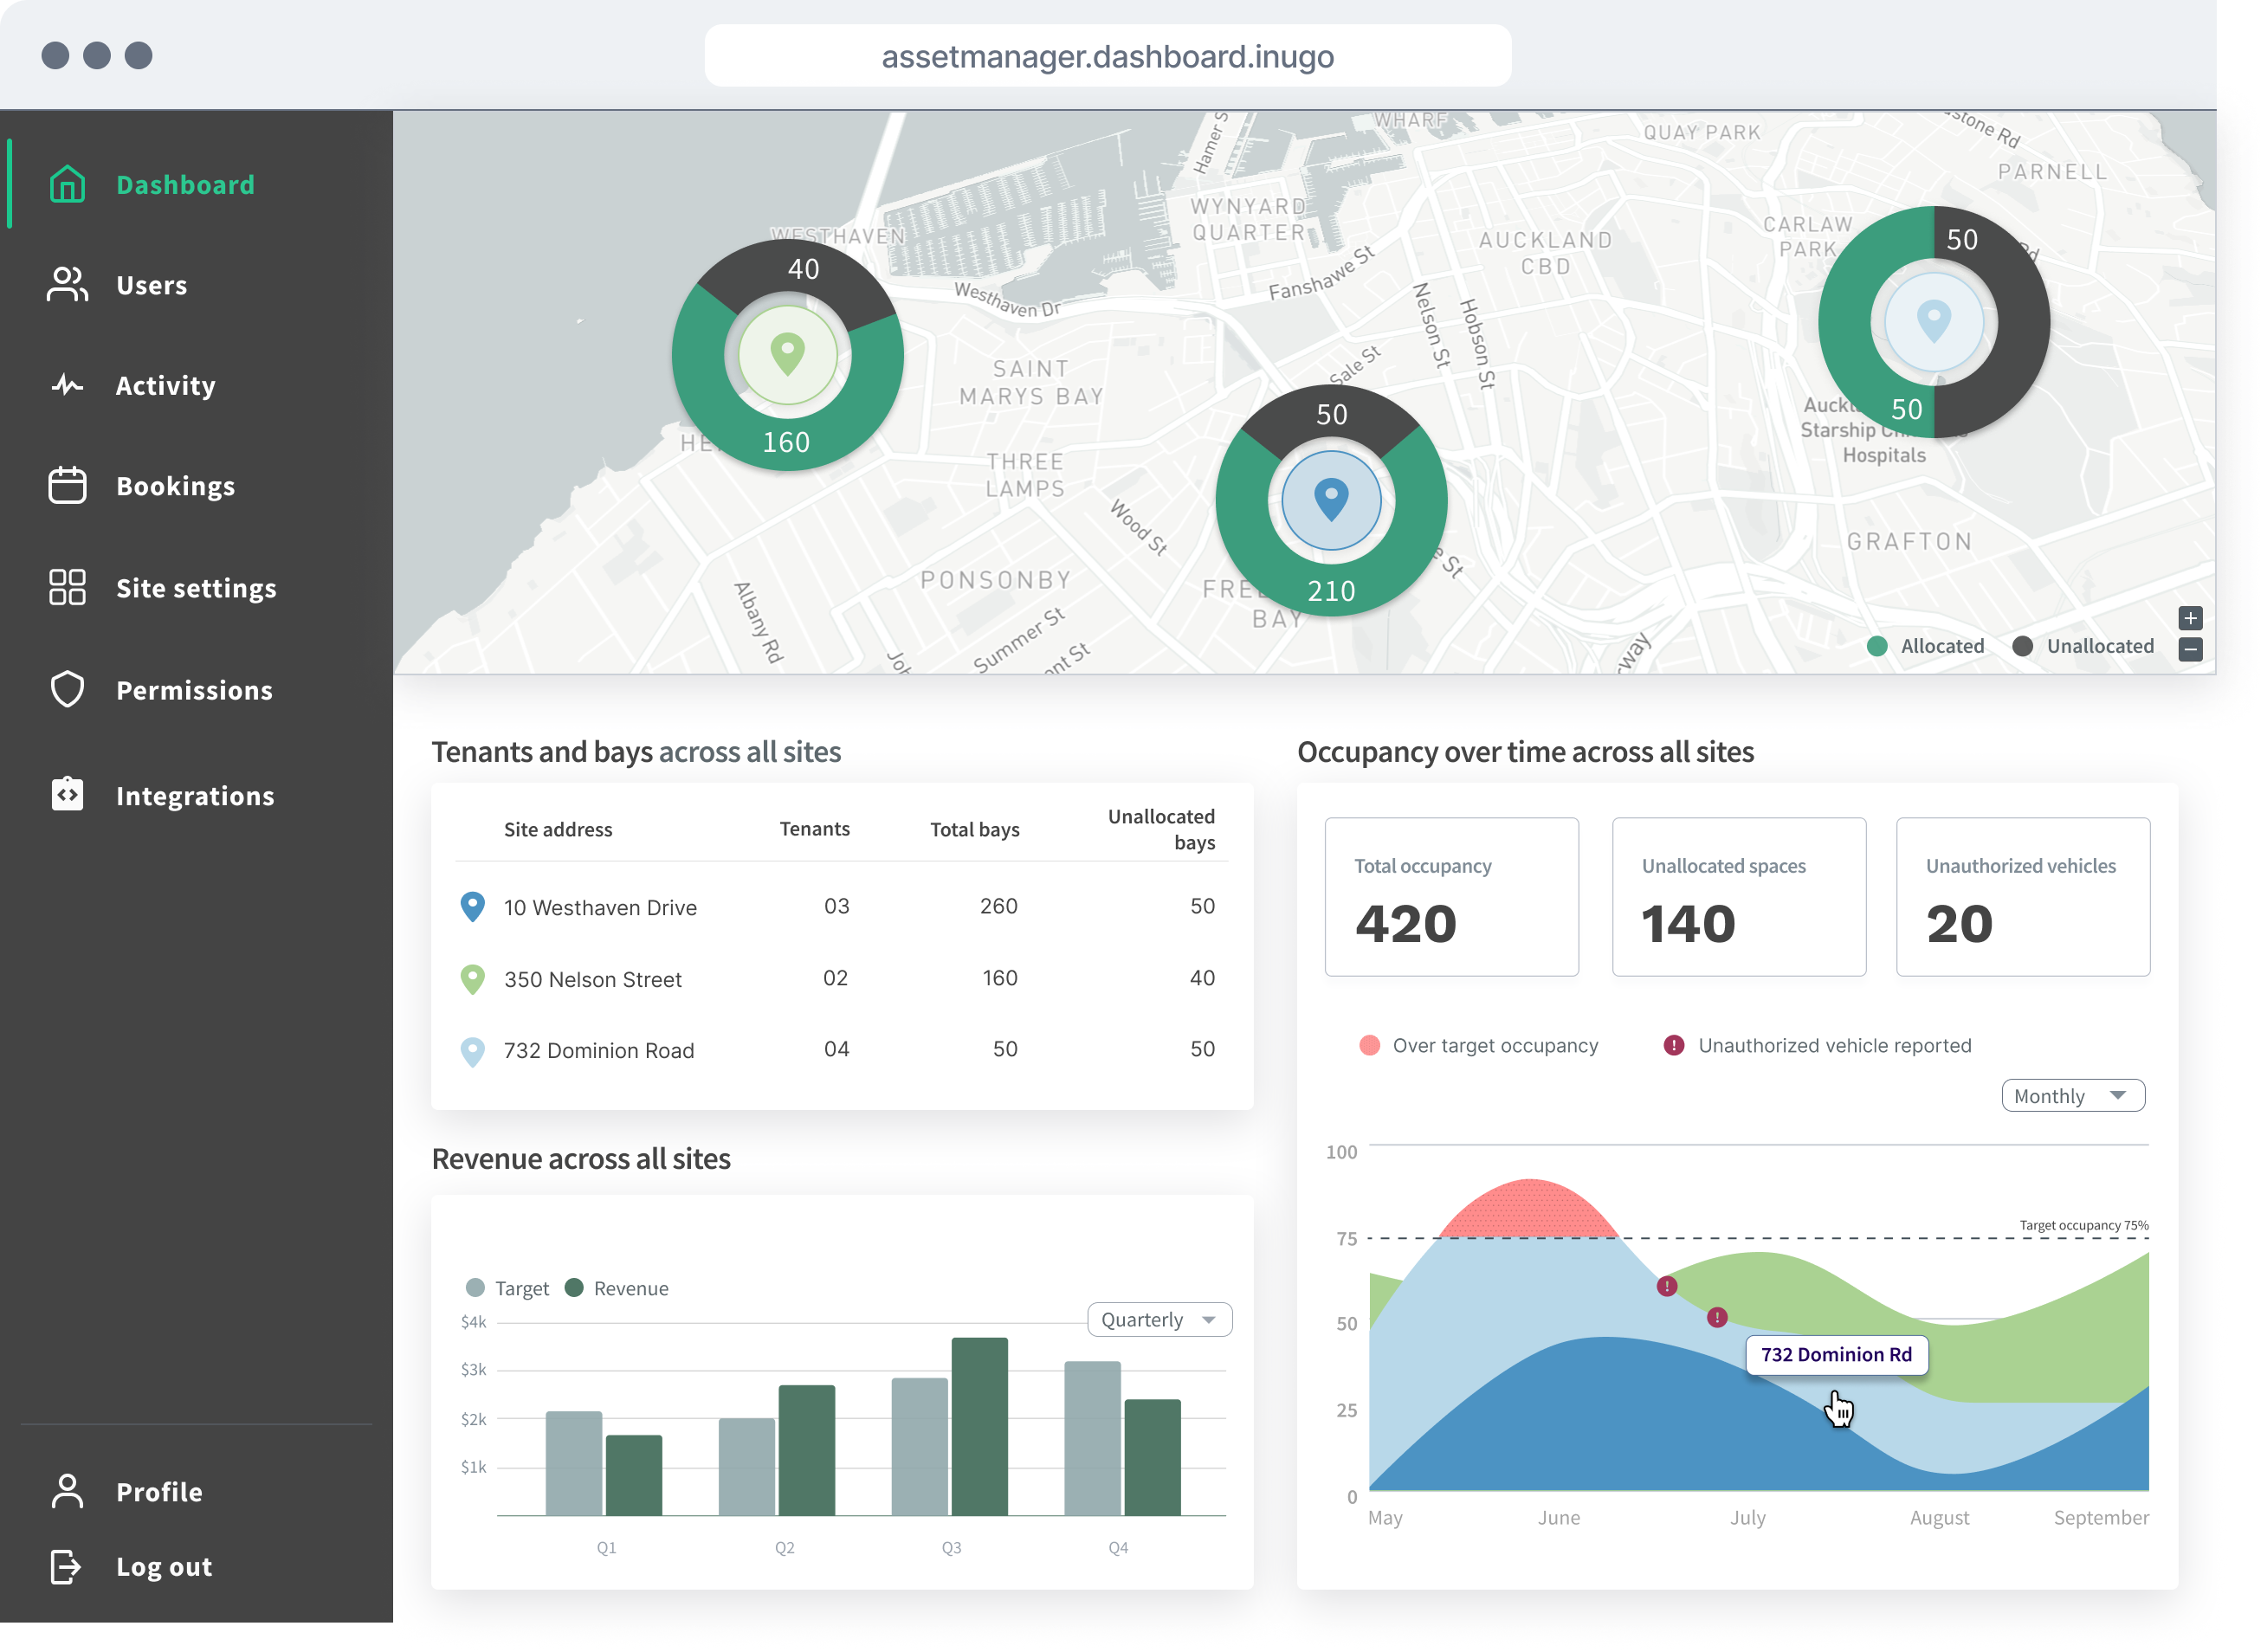 assetmanager.dashboard.inugo
Dashboard
Users
Activity
Bookings
Site settings
Permissions
Integrations
Profile
Log out
WHARF
QUAY PARK
PARNELL
WESTHAVEN
WYNYARD
QUARTER
CARLAW
PARK
AUCKLAND
CBD
Westhaven Dr
Fanshawe St
Nelson St
Hobson St
Sale St
SAINT
MARYS BAY
THREE
LAMPS
Wood St
PONSONBY
Albany Rd
Summer St
BAY
Starship
Hospitals
GRAFTON
40
160
50
210
50
50
Allocated
Unallocated
+
−
Tenants and bays across all sites
Site address Tenants Total bays Unallocated
bays
10 Westhaven Drive 03 260 50
350 Nelson Street 02 160 40
732 Dominion Road 04 50 50
Revenue across all sites
Target Revenue
Quarterly
$4k
$3k
$2k
$1k
Q1 Q2 Q3 Q4
Occupancy over time across all sites
Total occupancy
420
Unallocated spaces
140
Unauthorized vehicles
20
Over target occupancy
! Unauthorized vehicle reported
Monthly
100
75
50
25
0
Target occupancy 75%
!
!
732 Dominion Rd
May June July August September